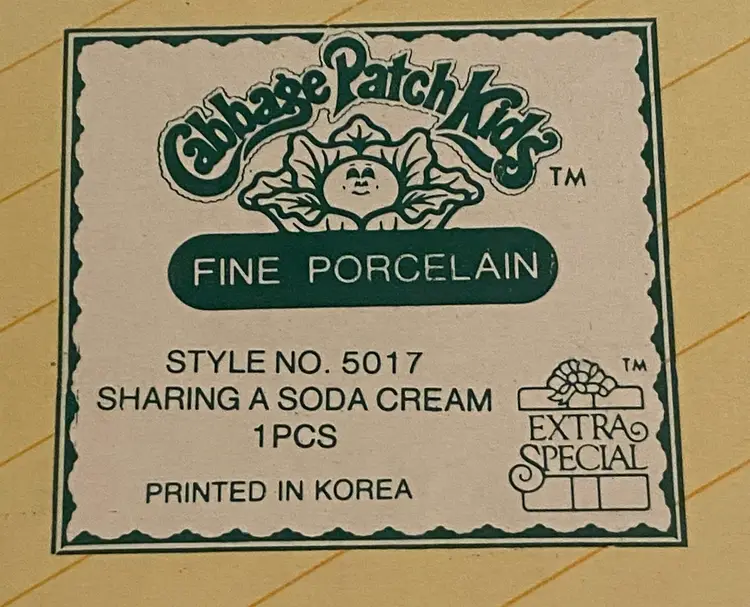 Cabbage Patch Kids TM
FINE PORCELAIN
STYLE NO. 5017
SHARING A SODA CREAM
1PCS
PRINTED IN KOREA
TM
EXTRA
SPECIAL